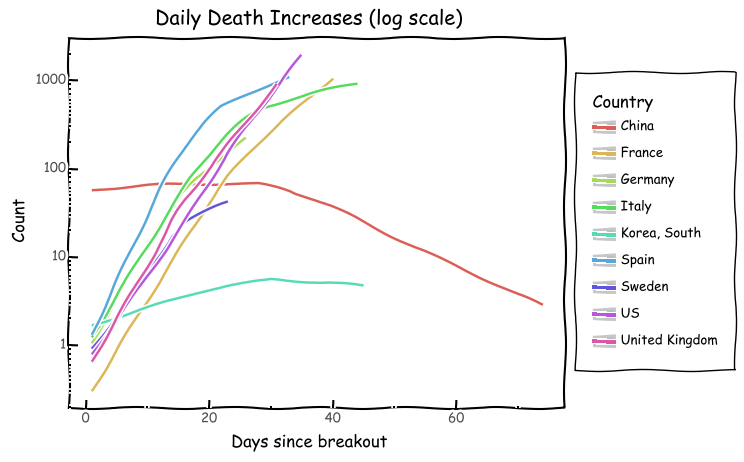 Daily Death Increases (log scale)
1000
100
10
1
Count
0 20 40 60
Days since breakout
Country
China
France
Germany
Italy
Korea, South
Spain
Sweden
US
United Kingdom